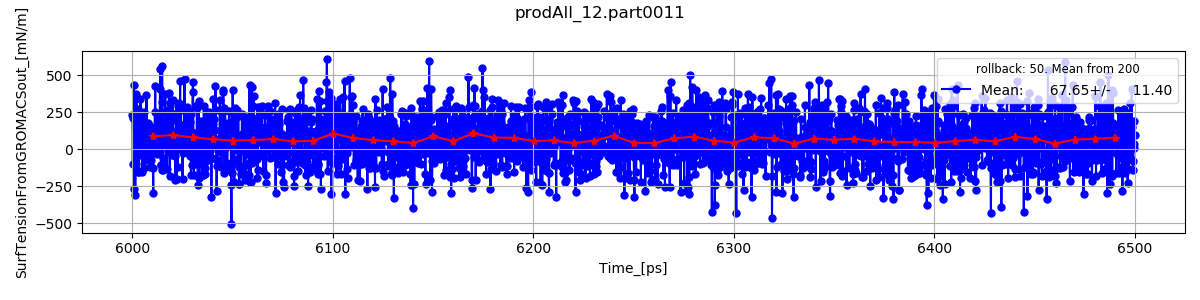 prodAll_12.part0011
SurfTensionFromGROMACSout_[mN/m]
500
250
0
−250
−500
rollback: 50, Mean from 200
Mean: 67.65+/- 11.40
6000
6100
6200
6300
6400
6500
Time_[ps]